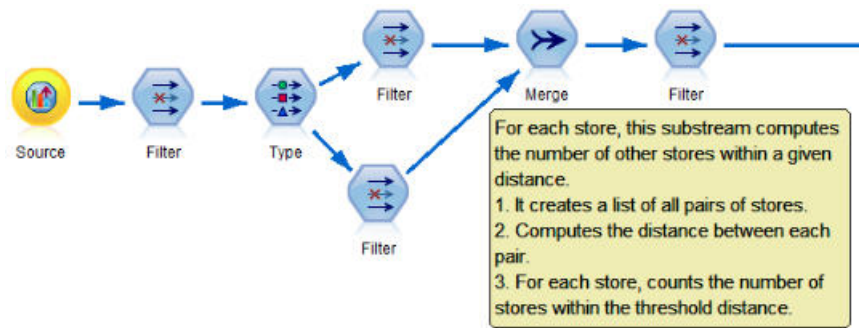 Filter
Merge
Filter
Source
Filter
Type
Filter
For each store, this substream computes
the number of other stores within a given
distance.
1. It creates a list of all pairs of stores.
2. Computes the distance between each
pair.
3. For each store, counts the number of
stores within the threshold distance.